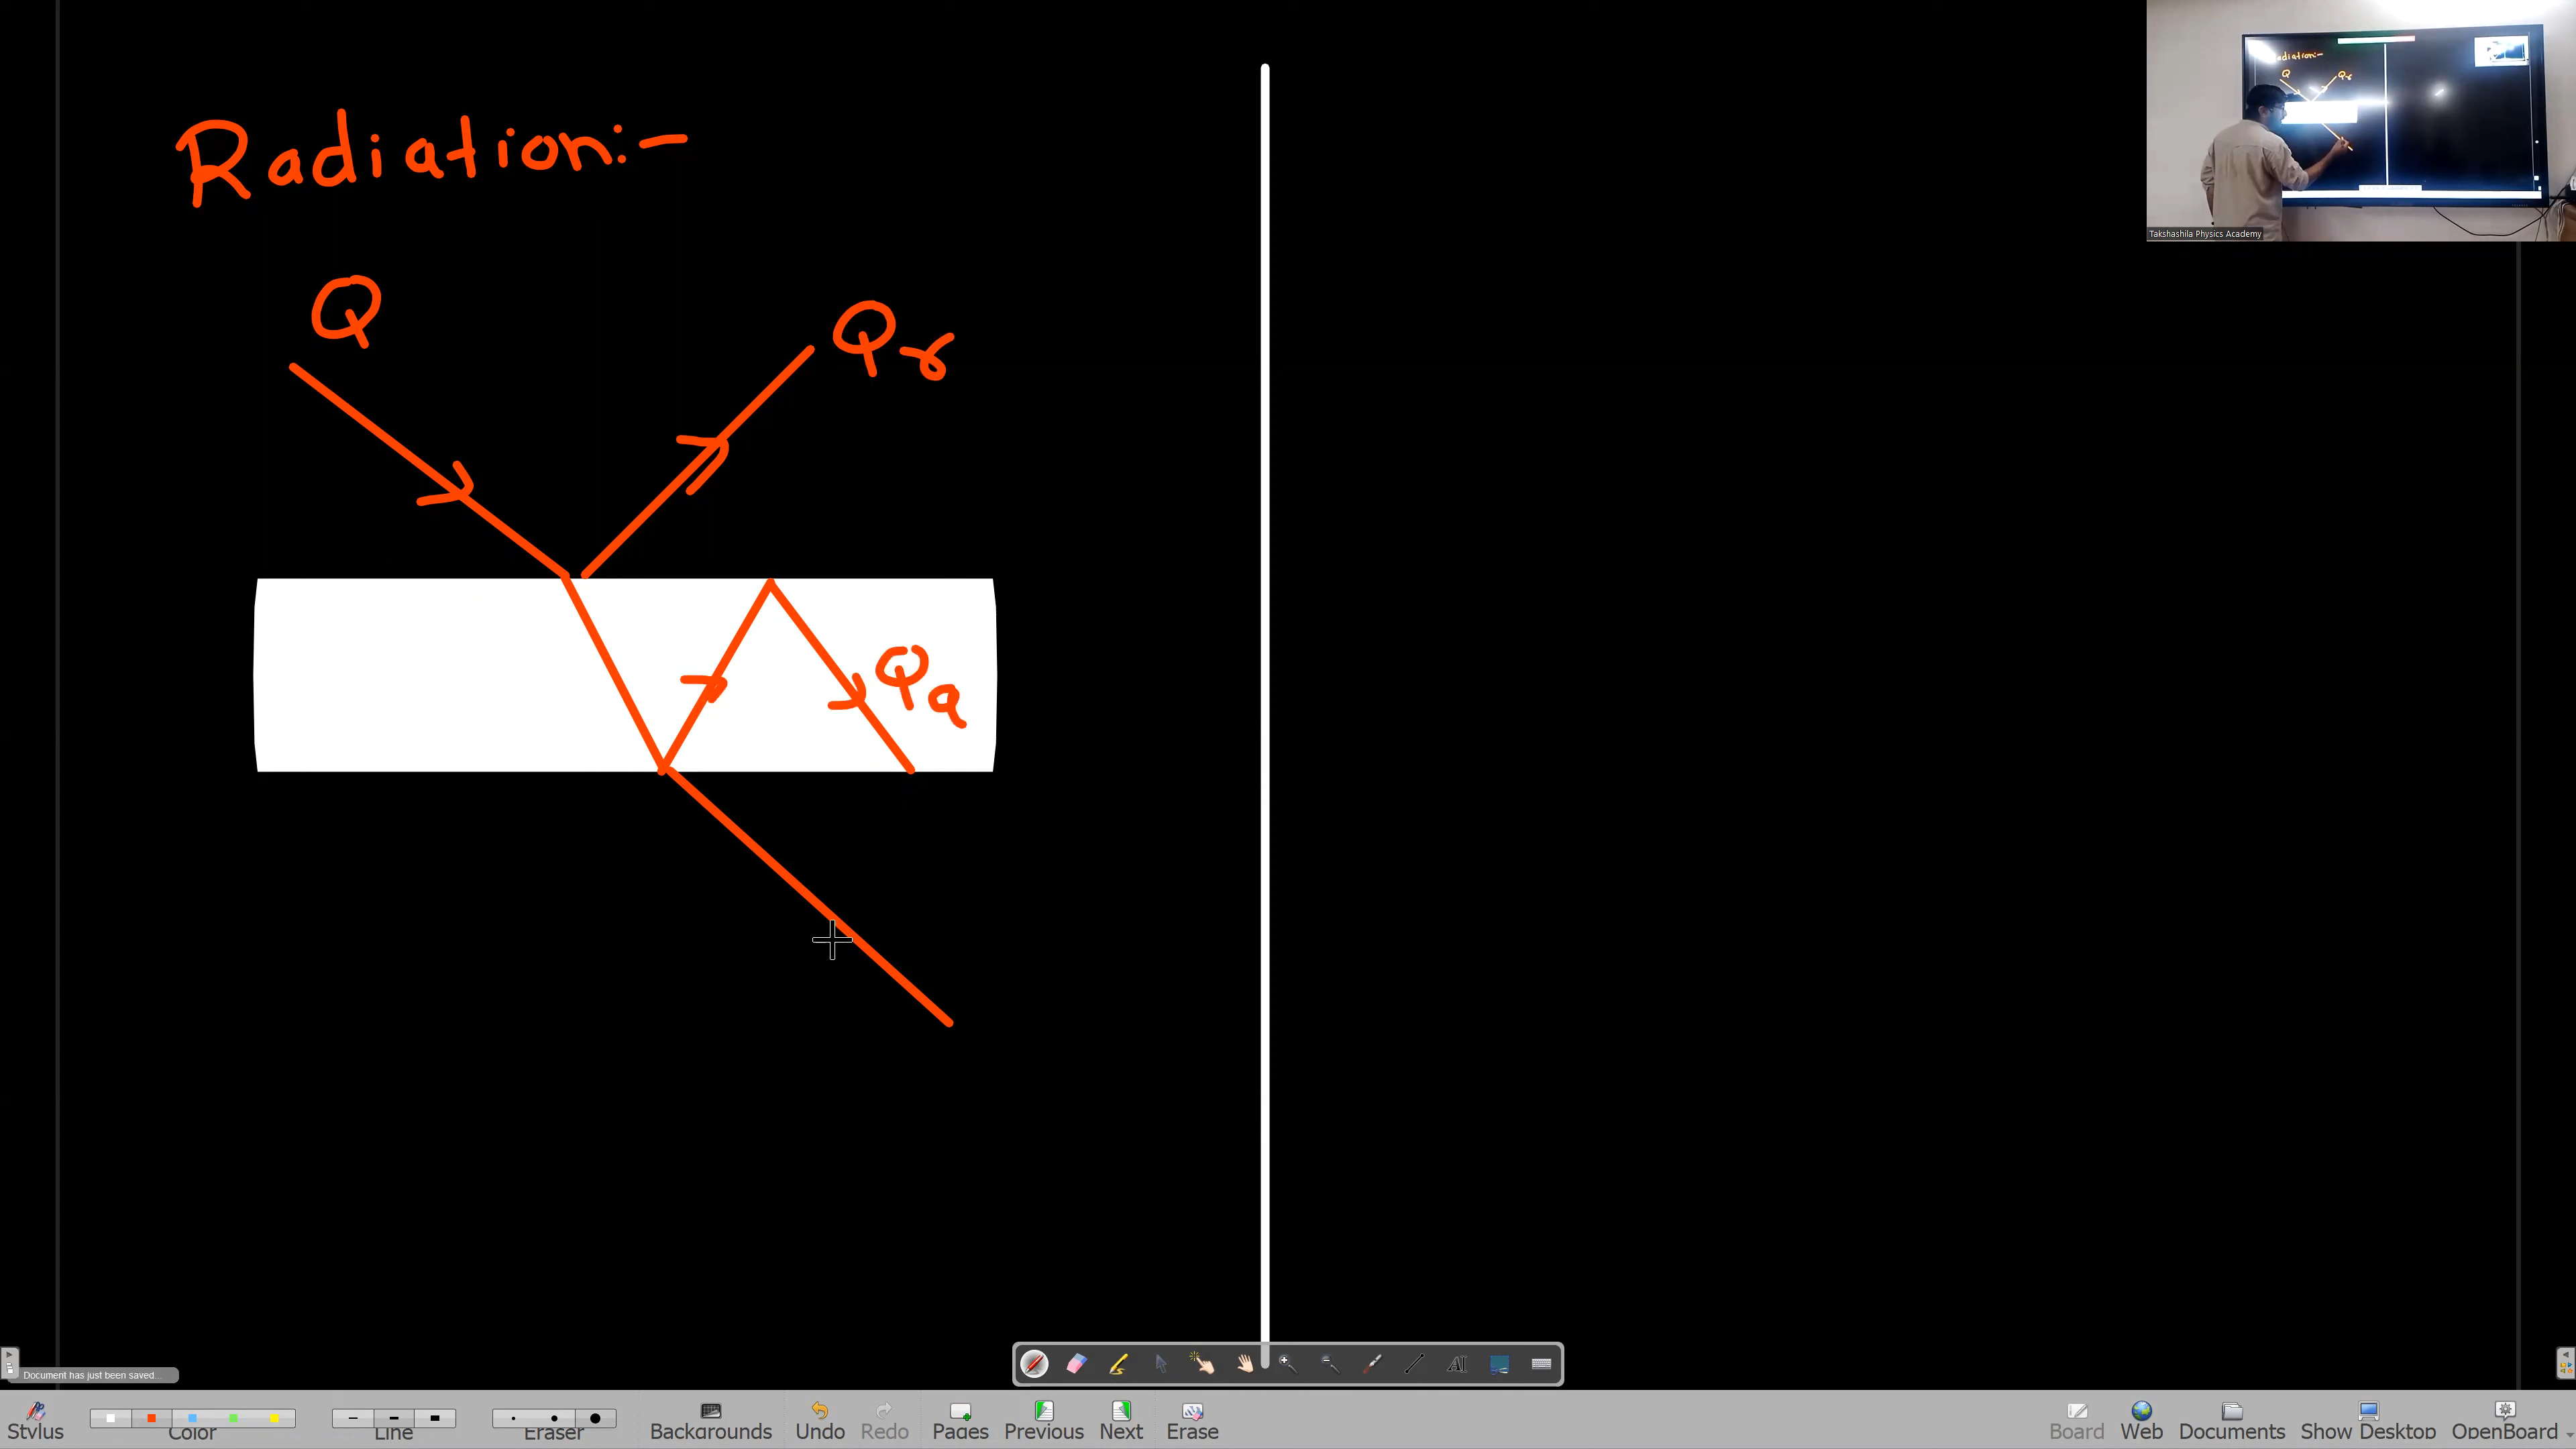 Radiation:-
Q
Qr
Qa
Takshashila Physics Academy
Document has just been saved...
Stylus
Color
Line
Eraser
Backgrounds
Undo
Redo
Pages
Previous
Next
Erase
Board
Web
Documents
Show Desktop
OpenBoard